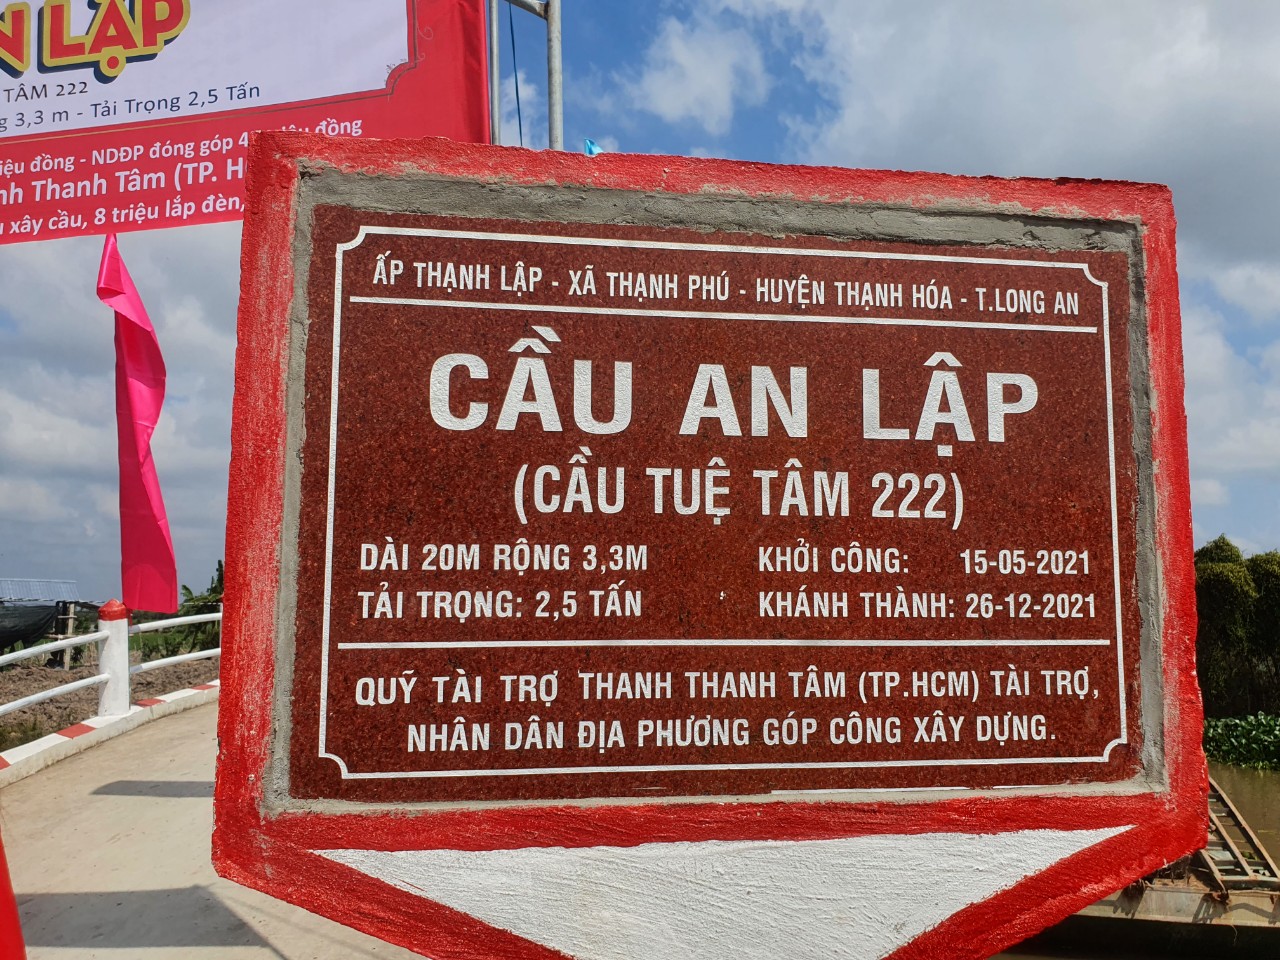 N LẬP
TÂM 222
3,3 m - Tải Trọng 2,5 Tấn
đồng - NDĐP đóng góp 4 đồng
Thanh Tâm (TP.
xây cầu, 8 triệu lắp đèn,
ẤP THẠNH LẬP - XÃ THẠNH PHÚ - HUYỆN THẠNH HÓA - T.LONG AN
CẦU AN LẬP
(CẦU TUỆ TÂM 222)
DÀI 20M RỘNG 3,3M
TẢI TRỌNG: 2,5 TẤN
KHỞI CÔNG: 15-05-2021
KHÁNH THÀNH: 26-12-2021
QUỸ TÀI TRỢ THANH THANH TÂM (TP.HCM) TÀI TRỢ,
NHÂN DÂN ĐỊA PHƯƠNG GÓP CÔNG XÂY DỰNG.